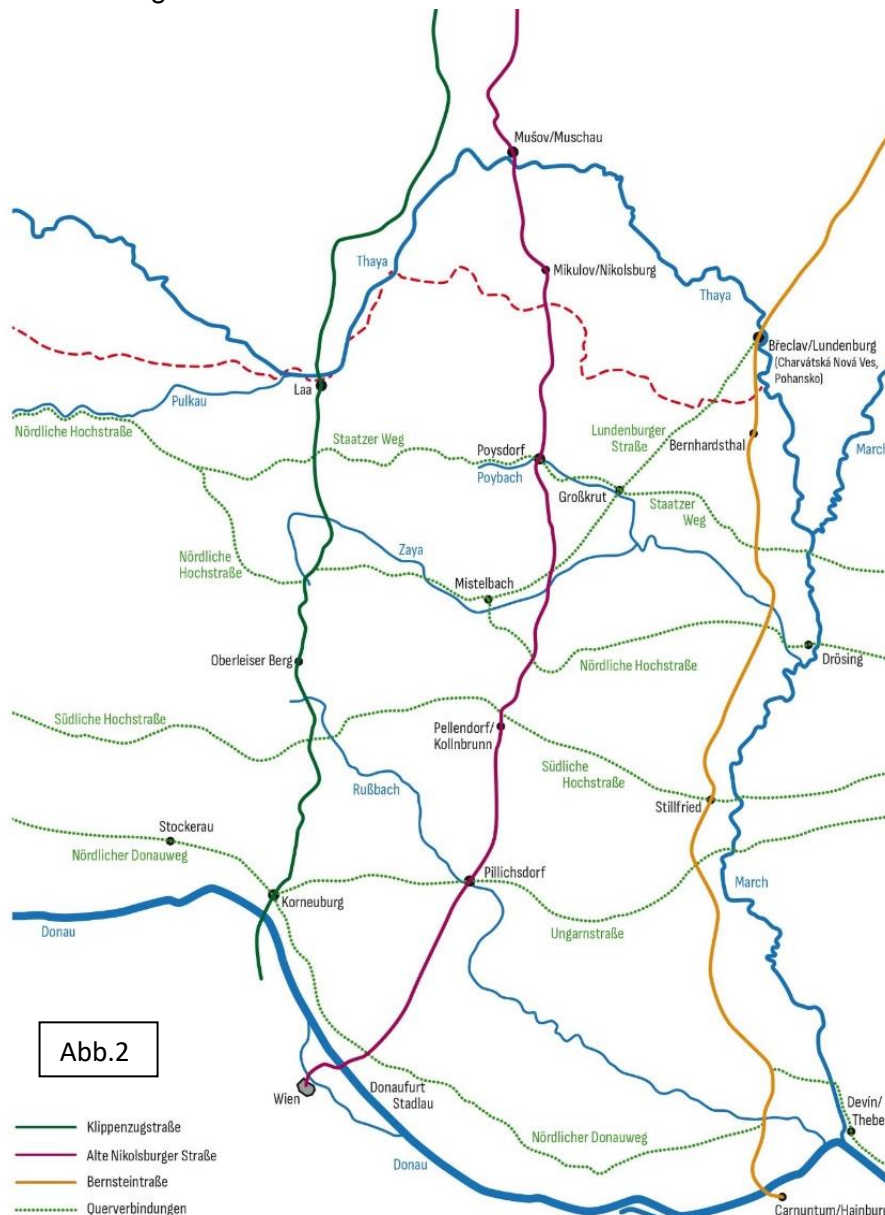 Mušov/Muschau
Thaya
Mikulov/Nikolsburg
Thaya
Břeclav/Lundenburg
(Charvátská Nová Ves,
Pohansko)
Laa
Pulkau
Nördliche Hochstraße
Staatzer Weg
Lundenburger
Straße
Bernhardsthal
March
Poysdorf
Poybach
Großkrut
Staatzer
Weg
Zaya
Nördliche
Hochstraße
Mistelbach
Oberleiser Berg
Nördliche Hochstraße
Drösing
Südliche Hochstraße
Pellendorf/
Kollnbrunn
Südliche
Hochstraße
Rußbach
Stillfried
Stockerau
Nördlicher Donauweg
Pillichsdorf
March
Korneuburg
Donau
Ungarnstraße
Abb.2
Donaufurt
Stadlau
Wien
Devín/
Thebe
Nördlicher Donauweg
Donau
Klippenzugstraße
Alte Nikolsburger Straße
Bernsteintraße
Querverbindungen
Carnuntum/Hainburg